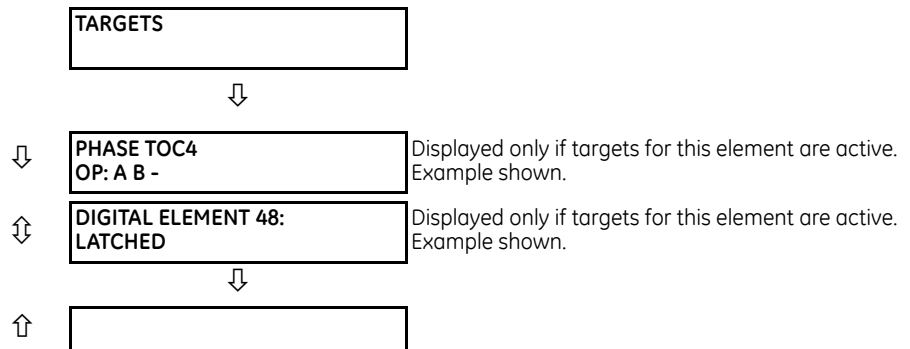 TARGETS
PHASE TOC4
OP: A B -
Displayed only if targets for this element are active.
Example shown.
DIGITAL ELEMENT 48:
LATCHED
Displayed only if targets for this element are active.
Example shown.